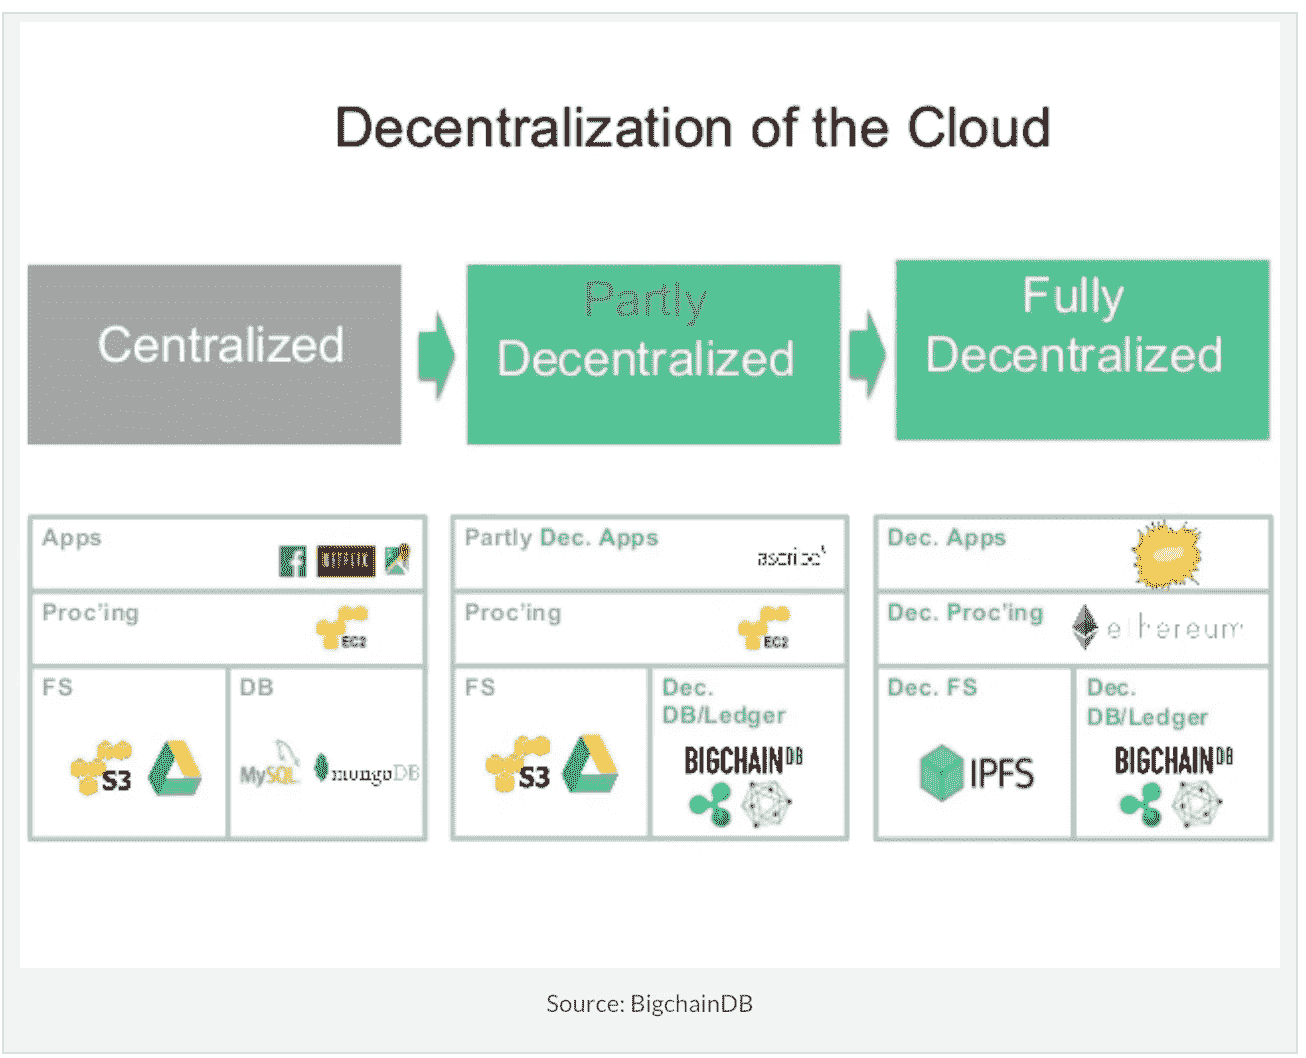 Decentralization of the Cloud
Centralized
Partly
Decentralized
Fully
Decentralized
Apps
NETFLIX
Proc'ing
EC2
FS
S3
DB
MySQL
mongoDB
Partly Dec. Apps
ascribe
Proc'ing
EC2
FS
S3
Dec.
DB/Ledger
BIGCHAINDB
Dec. Apps
Dec. Proc'ing
ethereum
Dec. FS
IPFS
Dec.
DB/Ledger
BIGCHAINDB
Source: BigchainDB